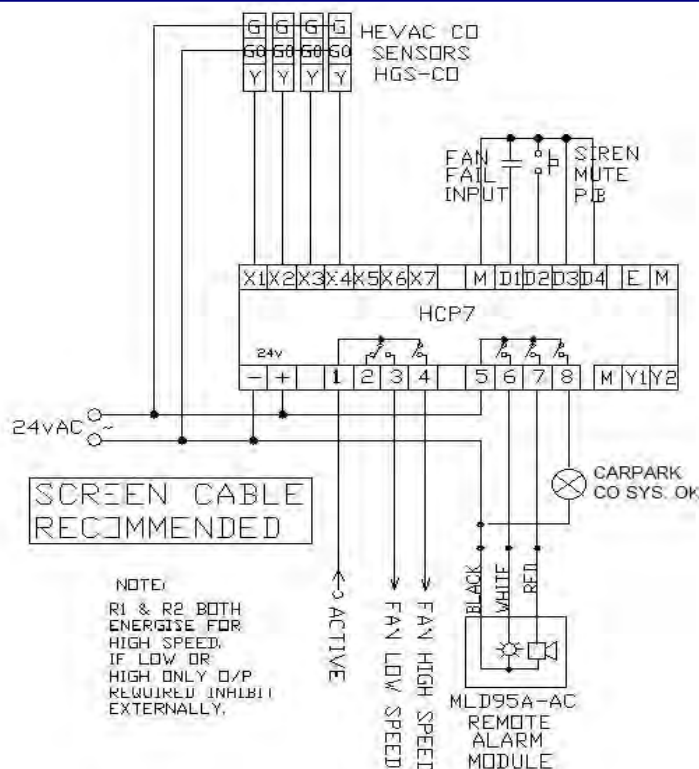 G G G G
G0 G0 G0 G0
Y Y Y Y
HEVAC CO
SENSORS
HGS-CO
FAN
FAIL
INPUT
SIREN
MUTE
P.B
X1 X2 X3 X4 X5 X6 X7 M D1 D2 D3 D4 E M
HCP7
24v
- + 1 2 3 4 5 6 7 8 M Y1 Y2
24vAC ~
CARPARK
CO SYS. OK
SCREEN CABLE
RECOMMENDED
NOTE:
R1 & R2 BOTH
ENERGISE FOR
HIGH SPEED.
IF LOW OR
HIGH ONLY O/P
REQUIRED INHIBIT
EXTERNALLY.
ACTIVE
FAN LOW SPEED
FAN HIGH SPEED
BLACK
WHITE
RED
MLD95A-AC
REMOTE
ALARM
MODULE